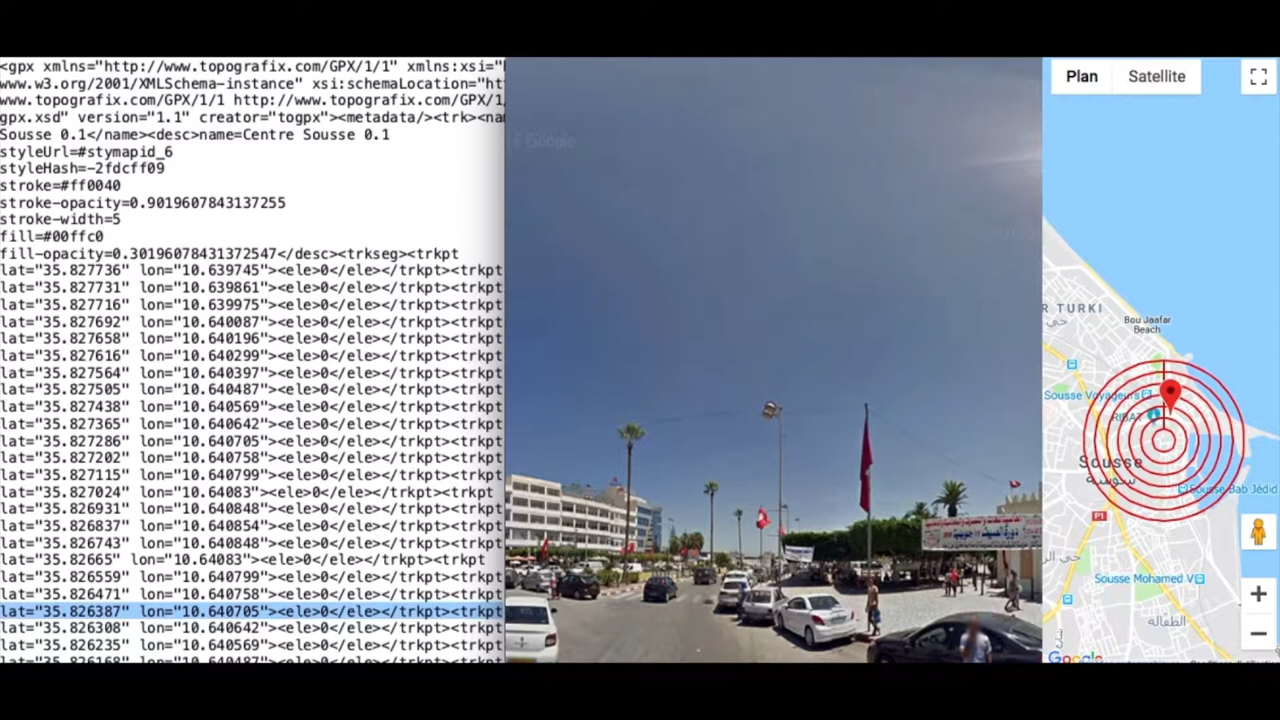 <gpx xmlns="http://www.topografix.com/GPX/1/1" xmlns:xsi="
www.w3.org/2001/XMLSchema-instance" xsi:schemaLocation="htt
www.topografix.com/GPX/1/1 http://www.topografix.com/GPX/1/
gpx.xsd" version="1.1" creator="togpx"><metadata/><trk><na
Sousse 0.1</name><desc>name=Centre Sousse 0.1
styleUrl=#stymapid_6
styleHash=-2fdcff09
stroke=#ff0040
stroke-opacity=0.9019607843137255
stroke-width=5
fill=#00ffc0
fill-opacity=0.30196078431372547</desc><trkseg><trkpt
lat="35.827736" lon="10.639745"><ele>0</ele></trkpt><trkpt
lat="35.827731" lon="10.639861"><ele>0</ele></trkpt><trkpt
lat="35.827716" lon="10.639975"><ele>0</ele></trkpt><trkpt
lat="35.827692" lon="10.640087"><ele>0</ele></trkpt><trkpt
lat="35.827658" lon="10.640196"><ele>0</ele></trkpt><trkpt
lat="35.827616" lon="10.640299"><ele>0</ele></trkpt><trkpt
lat="35.827564" lon="10.640397"><ele>0</ele></trkpt><trkpt
lat="35.827505" lon="10.640487"><ele>0</ele></trkpt><trkpt
lat="35.827438" lon="10.640569"><ele>0</ele></trkpt><trkpt
lat="35.827365" lon="10.640642"><ele>0</ele></trkpt><trkpt
lat="35.827286" lon="10.640705"><ele>0</ele></trkpt><trkpt
lat="35.827202" lon="10.640758"><ele>0</ele></trkpt><trkpt
lat="35.827115" lon="10.640799"><ele>0</ele></trkpt><trkpt
lat="35.827024" lon="10.64083"><ele>0</ele></trkpt><trkpt
lat="35.826931" lon="10.640848"><ele>0</ele></trkpt><trkpt
lat="35.826837" lon="10.640854"><ele>0</ele></trkpt><trkpt
lat="35.826743" lon="10.640848"><ele>0</ele></trkpt><trkpt
lat="35.82665" lon="10.64083"><ele>0</ele></trkpt><trkpt
lat="35.826559" lon="10.640799"><ele>0</ele></trkpt><trkpt
lat="35.826471" lon="10.640758"><ele>0</ele></trkpt><trkpt
lat="35.826387" lon="10.640705"><ele>0</ele></trkpt><trkpt
lat="35.826308" lon="10.640642"><ele>0</ele></trkpt><trkpt
lat="35.826235" lon="10.640569"><ele>0</ele></trkpt><trkpt
lat="35.826168" lon="10.640487"><ele>0</ele></trkpt><trkpt
Google
Plan Satellite
R TURKI
Bou Jaafar
Beach
Sousse Voyageurs
RIBAT
Sousse
سوسة
Sousse Bab Jédid
P1
Sousse Mohamed V
الطفالة
Google